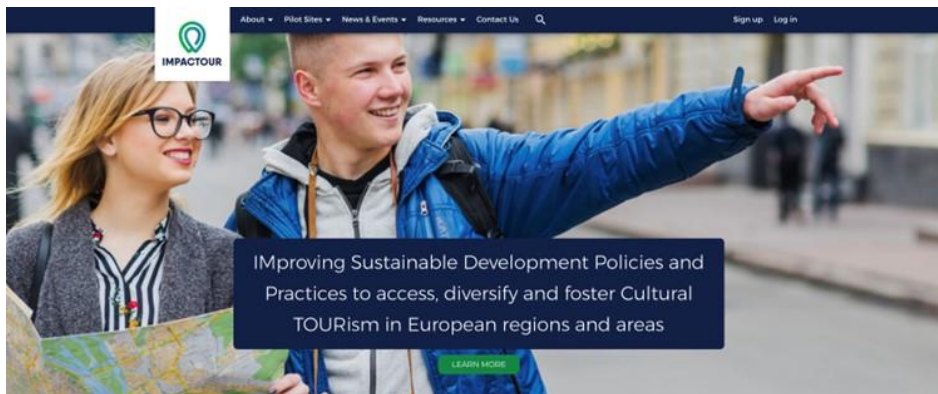 About Pilot Sites News & Events Resources Contact Us Sign up Log in
IMPACTOUR
IMproving Sustainable Development Policies and
Practices to access, diversify and foster Cultural
TOURism in European regions and areas
LEARN MORE